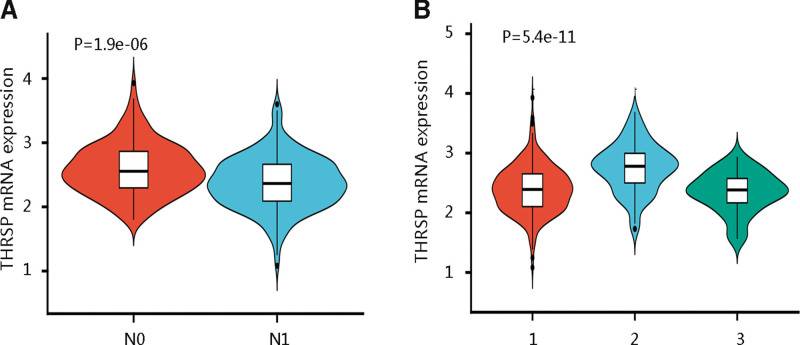 A
P=1.9e-06
THRSP mRNA expression
4
3
2
1
N0
N1
B
P=5.4e-11
THRSP mRNA expression
5
4
3
2
1
1
2
3